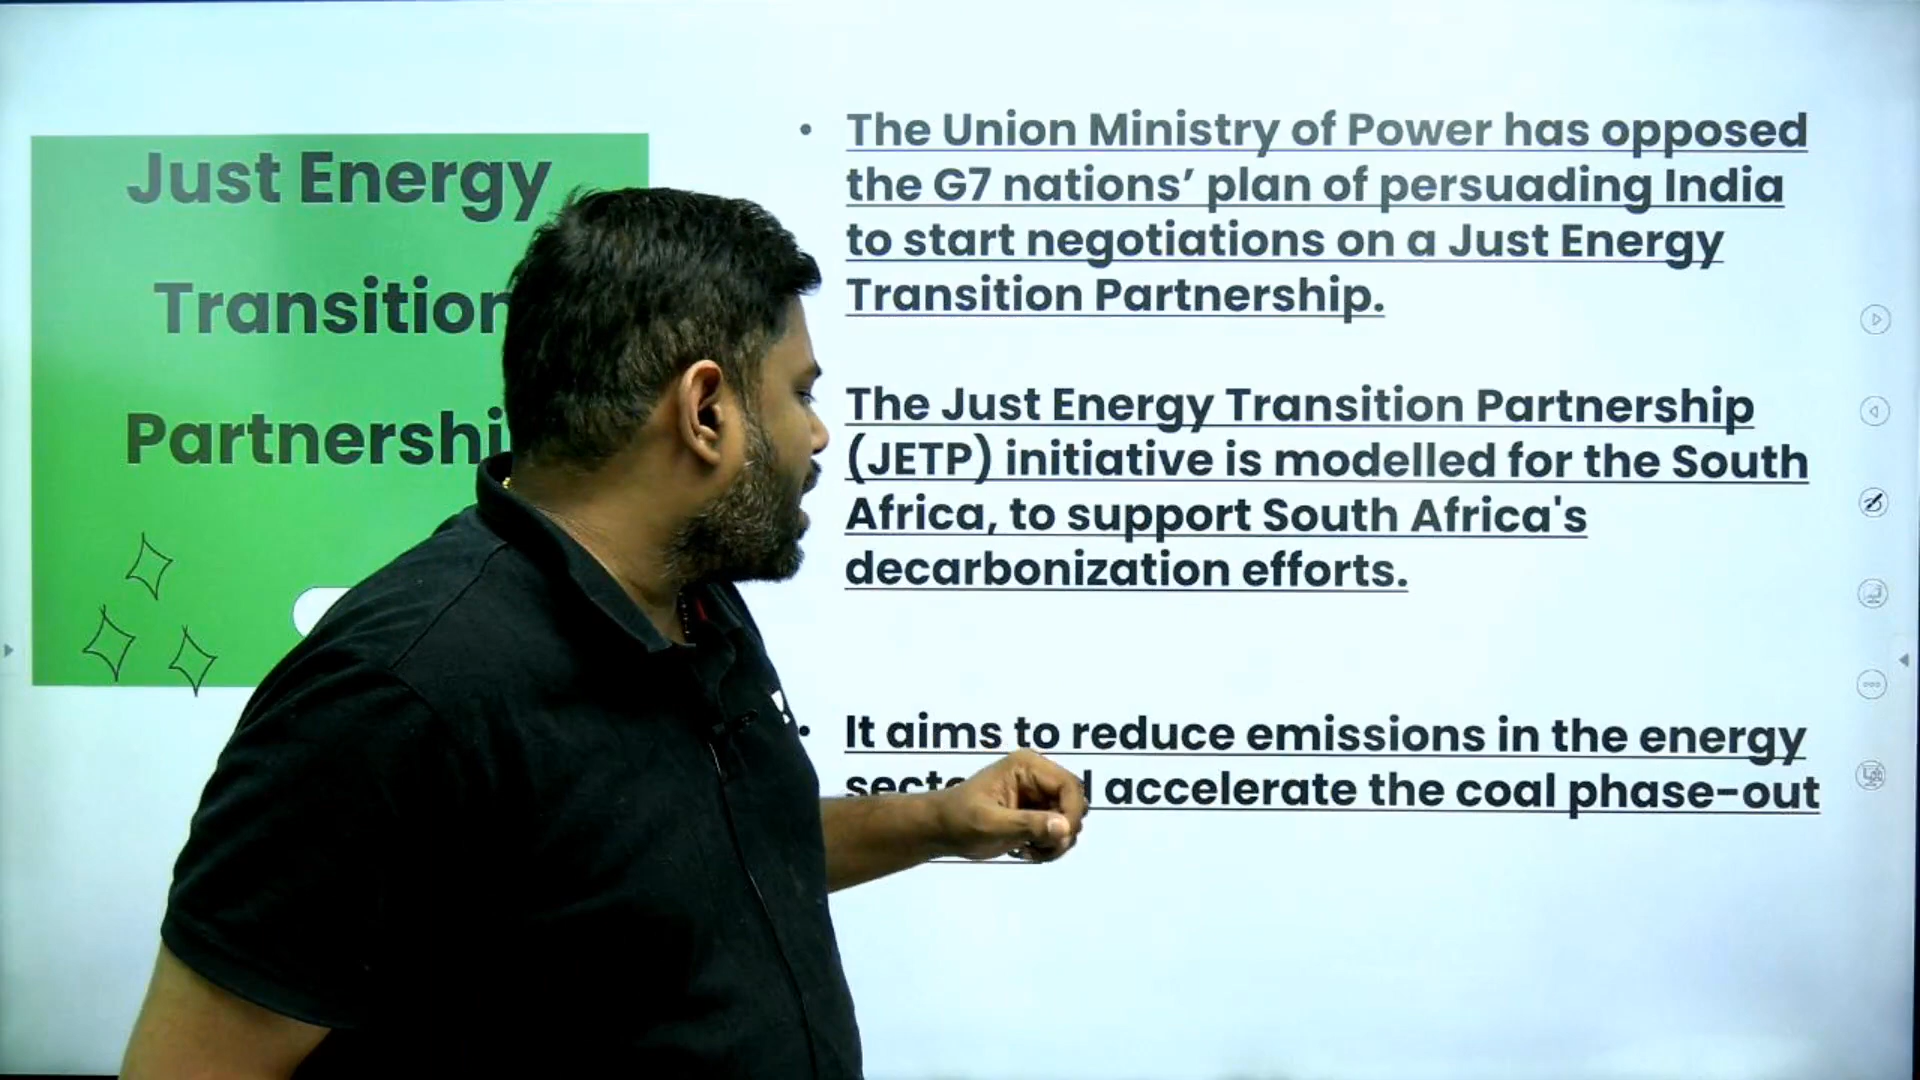 Just Energy
Transition
Partnershi
• The Union Ministry of Power has opposed
the G7 nations’ plan of persuading India
to start negotiations on a Just Energy
Transition Partnership.
The Just Energy Transition Partnership
(JETP) initiative is modelled for the South
Africa, to support South Africa's
decarbonization efforts.
• It aims to reduce emissions in the energy
accelerate the coal phase-out